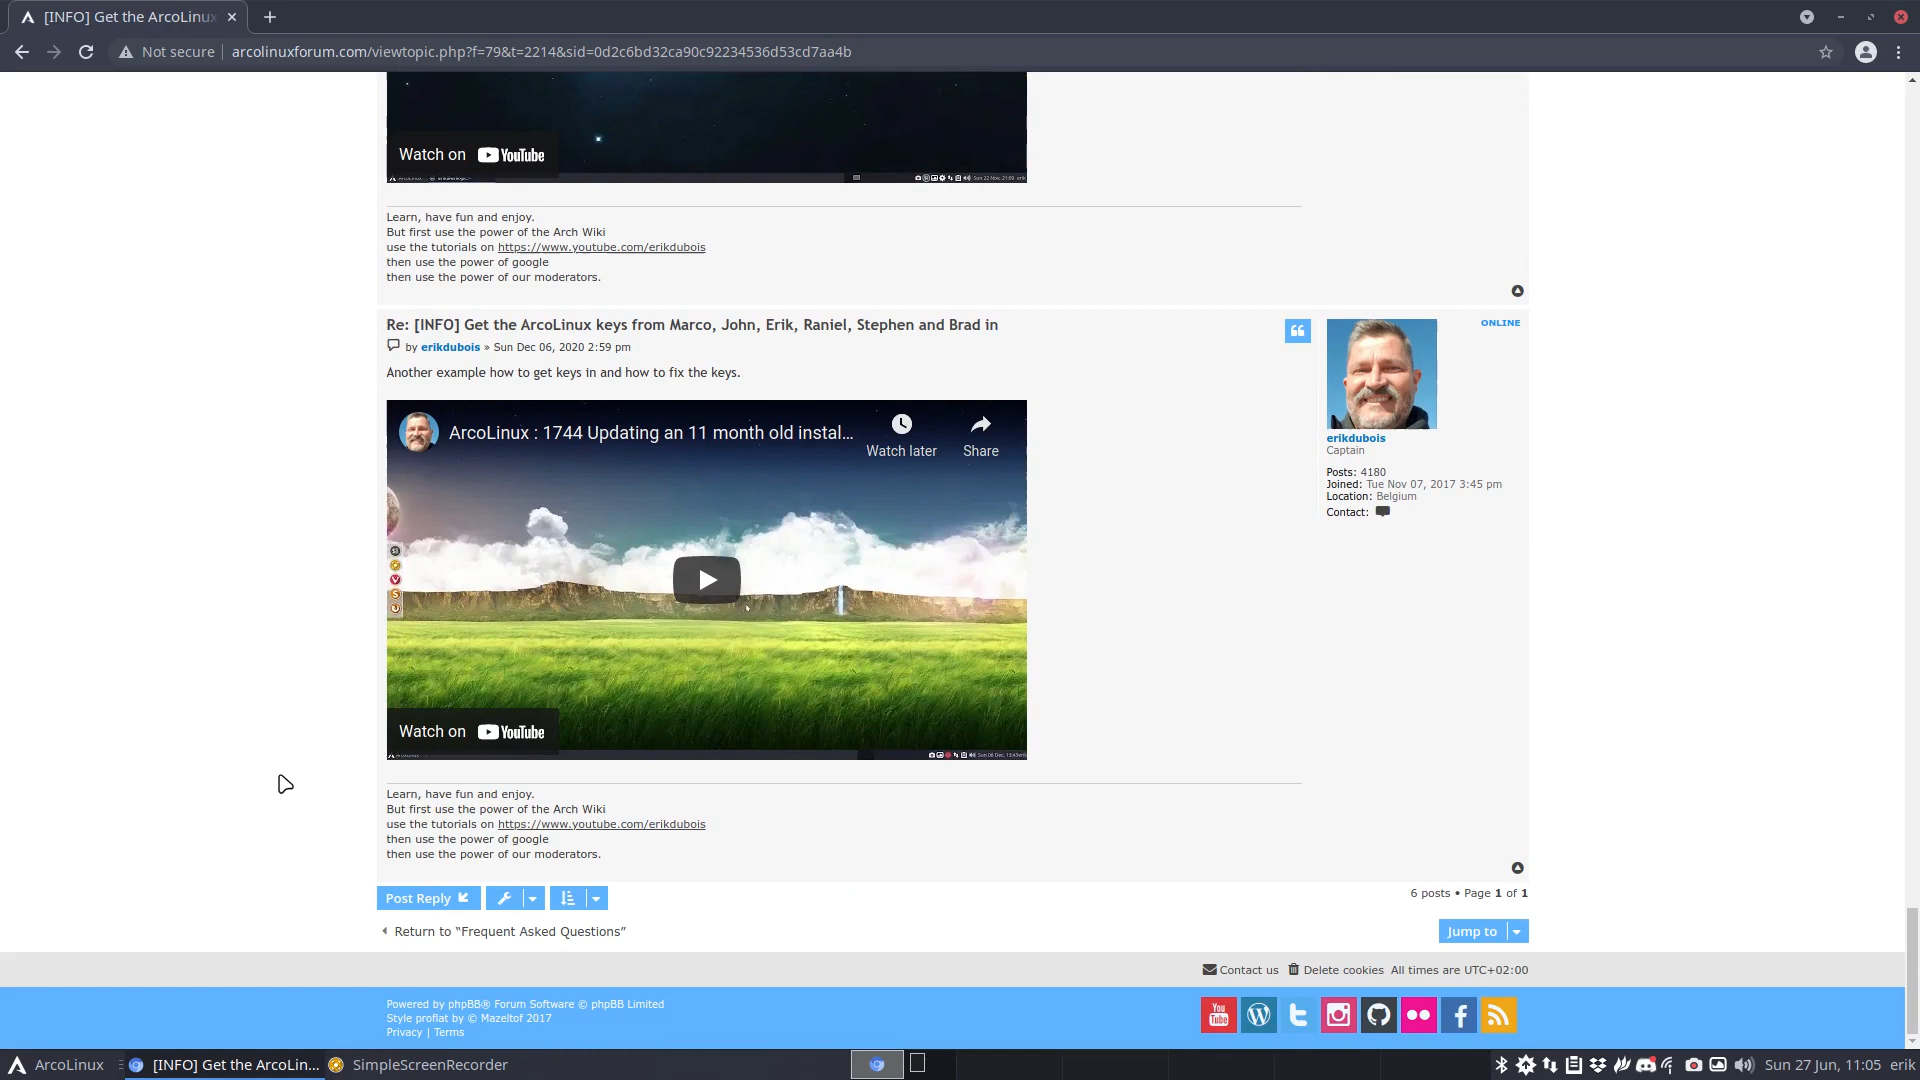 [INFO] Get the ArcoLinux
Not secure
arcolinuxforum.com/viewtopic.php?f=79&t=2214&sid=0d2c6bd32ca90c92234536d53cd7aa4b
Watch on YouTube
Learn, have fun and enjoy.
But first use the power of the Arch Wiki
use the tutorials on https://www.youtube.com/erikdubois
then use the power of google
then use the power of our moderators.
Re: [INFO] Get the ArcoLinux keys from Marco, John, Erik, Raniel, Stephen and Brad in
by erikdubois » Sun Dec 06, 2020 2:59 pm
Another example how to get keys in and how to fix the keys.
ONLINE
erikdubois
Captain
Posts: 4180
Joined: Tue Nov 07, 2017 3:45 pm
Location: Belgium
Contact:
ArcoLinux : 1744 Updating an 11 month old instal...
Watch later
Share
Watch on YouTube
Learn, have fun and enjoy.
But first use the power of the Arch Wiki
use the tutorials on https://www.youtube.com/erikdubois
then use the power of google
then use the power of our moderators.
Post Reply
6 posts • Page 1 of 1
Return to “Frequent Asked Questions”
Jump to
Contact us
Delete cookies
All times are UTC+02:00
Powered by phpBB® Forum Software © phpBB Limited
Style proflat by © Mazeltof 2017
Privacy | Terms
You Tube
ArcoLinux
[INFO] Get the ArcoLin...
SimpleScreenRecorder
Sun 27 Jun, 11:05
erik